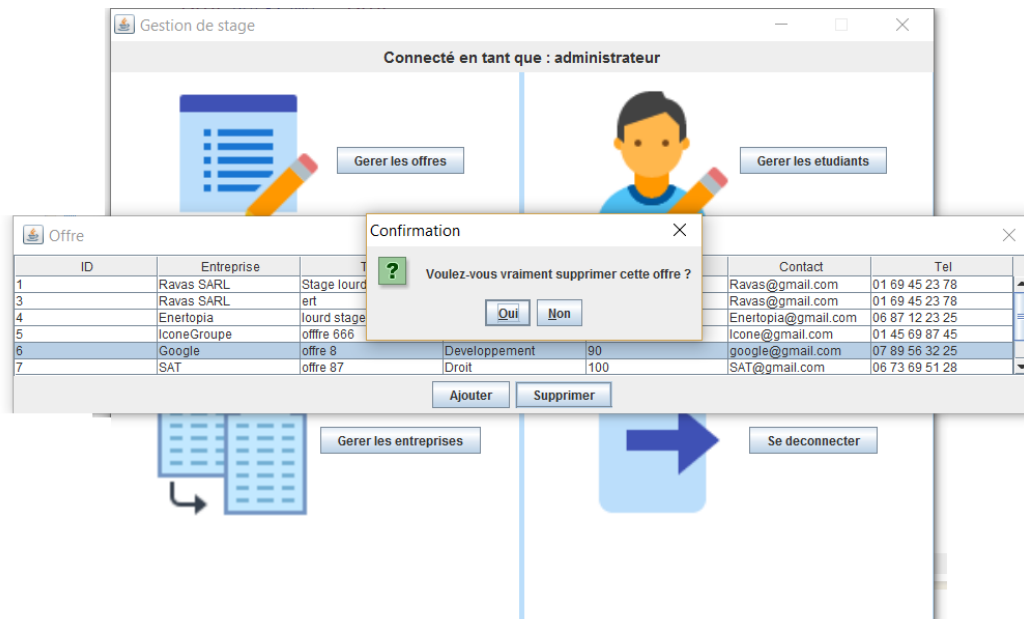 Gestion de stage
Connecté en tant que : administrateur
Gerer les offres
Gerer les etudiants
Offre
Confirmation
?
Voulez-vous vraiment supprimer cette offre ?
Oui Non
ID Entreprise T Contact Tel
1 Ravas SARL Stage lourd Ravas@gmail.com 01 69 45 23 78
3 Ravas SARL ert Ravas@gmail.com 01 69 45 23 78
4 Enertopia lourd stage Enertopia@gmail.com 06 87 12 23 25
5 IconeGroupe offfre 666 Icone@gmail.com 01 45 69 87 45
6 Google offre 8 Developpement 90 google@gmail.com 07 89 56 32 25
7 SAT offre 87 Droit 100 SAT@gmail.com 06 73 69 51 28
Ajouter Supprimer
Gerer les entreprises
Se deconnecter